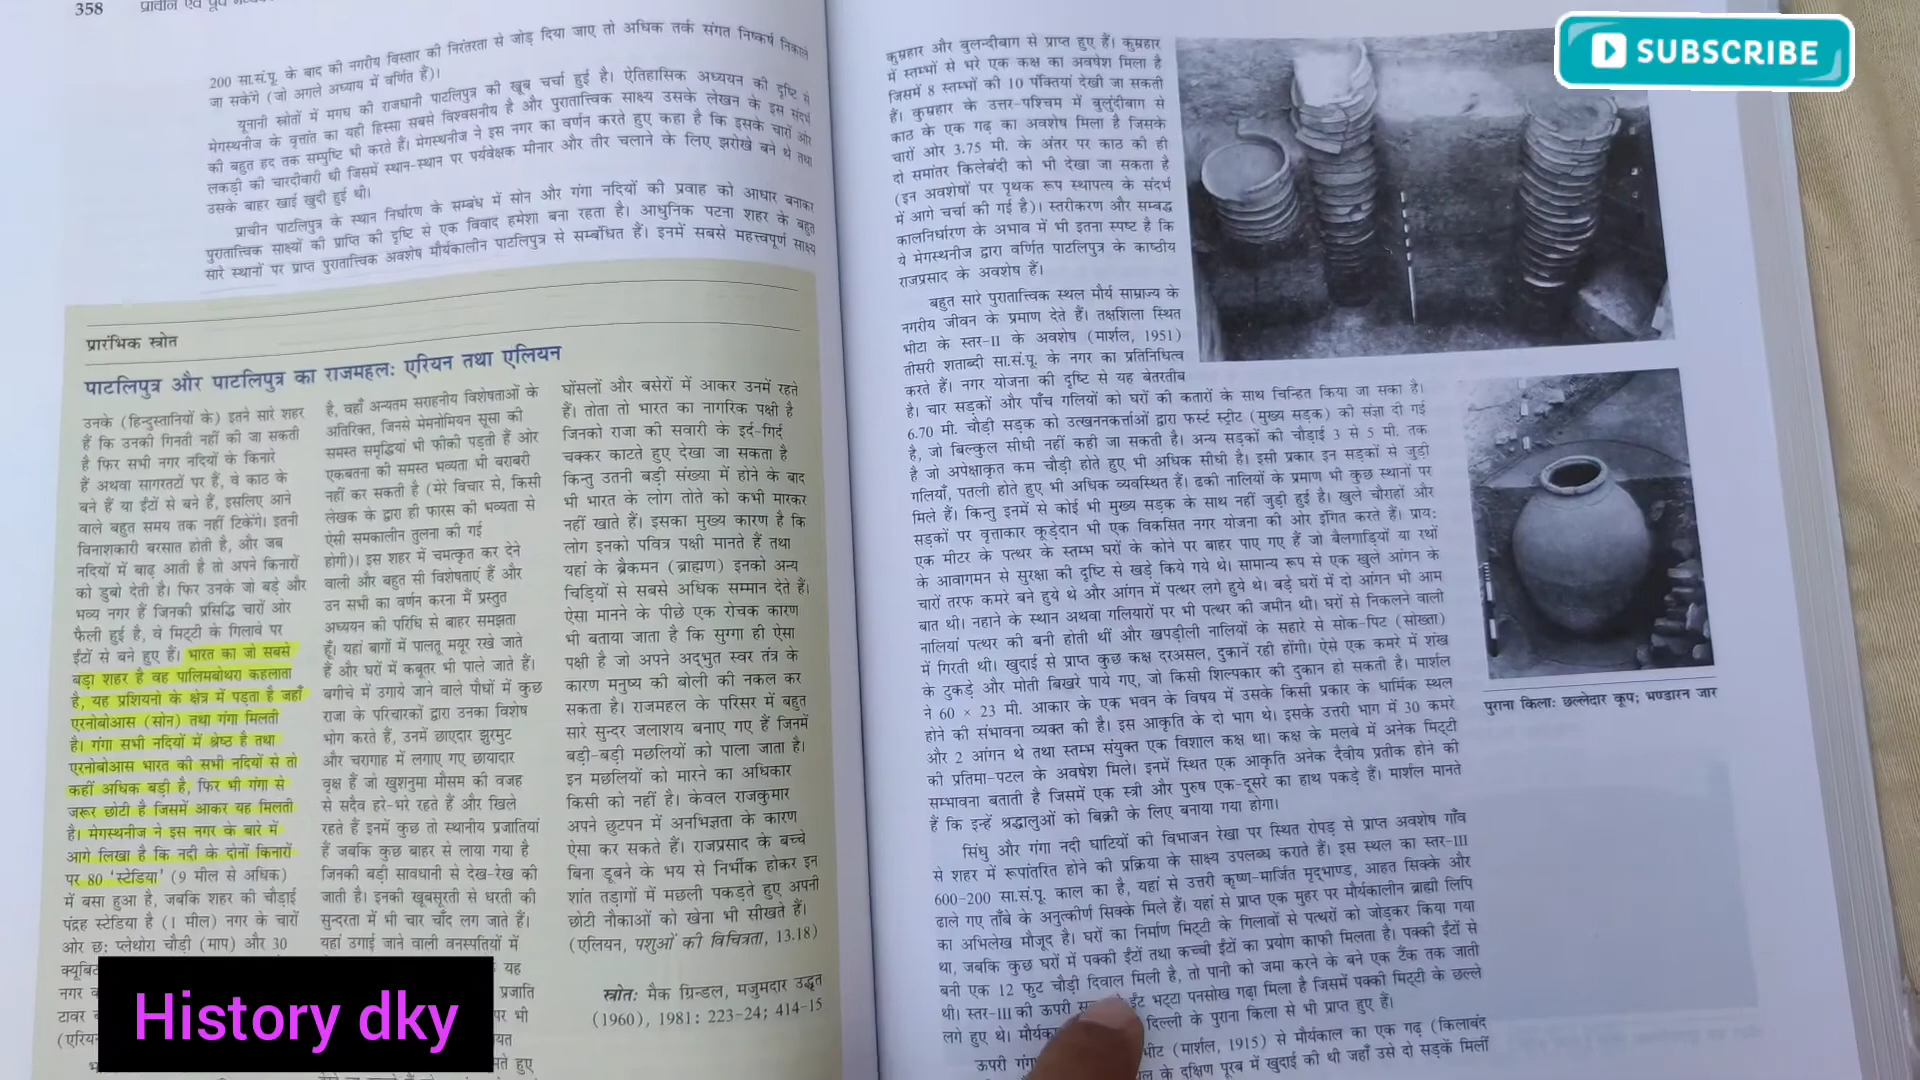 358
200 सा.सं.पू. के बाद की नगरीय विस्तार की निरंतरता से जोड़ दिया जाए तो अधिक तर्क संगत निष्कर्ष निकाले
जा सकेंगे (जो अगले अध्याय में वर्णित हैं)।
यूनानी स्रोतों में मगध की राजधानी पाटलिपुत्र की खूब चर्चा हुई है। ऐतिहासिक अध्ययन की दृष्टि से
मेगस्थनीज के वृत्तांत का यही हिस्सा सबसे विश्वसनीय है और पुरातात्त्विक साक्ष्य उसके लेखन के इस संदर्भ
की बहुत हद तक सम्पुष्टि भी करते हैं। मेगस्थनीज ने इस नगर का वर्णन करते हुए कहा है कि इसके चारों ओर
लकड़ी की चारदीवारी थी जिसमें स्थान-स्थान पर पर्यवेक्षक मीनार और तीर चलाने के लिए झरोखे बने थे तथा
उसके बाहर खाई खुदी हुई थी।
प्राचीन पाटलिपुत्र के स्थान निर्धारण के सम्बंध में सोन और गंगा नदियों की प्रवाह को आधार बनाकर
पुरातात्त्विक साक्ष्यों की प्राप्ति की दृष्टि से एक विवाद हमेशा बना रहता है। आधुनिक पटना शहर के बहुत
सारे स्थानों पर प्राप्त पुरातात्त्विक अवशेष मौर्यकालीन पाटलिपुत्र से सम्बंधित हैं। इनमें सबसे महत्त्वपूर्ण साक्ष्य
प्रारंभिक स्त्रोत
पाटलिपुत्र और पाटलिपुत्र का राजमहल: एरियन तथा एलियन
उनके (हिन्दुस्तानियों के) इतने सारे शहर
हैं कि उनकी गिनती नहीं की जा सकती
है फिर सभी नगर नदियों के किनारे
हैं अथवा सागरतटों पर हैं, वे काठ के
बने हैं या ईंटों से बने हैं, इसलिए आने
वाले बहुत समय तक नहीं टिकेंगे। इतनी
विनाशकारी बरसात होती है, और जब
नदियों में बाढ़ आती है तो अपने किनारों
को डुबो देती है। फिर उनके जो बड़े और
भव्य नगर हैं जिनकी प्रसिद्धि चारों ओर
फैली हुई है, वे मिट्टी के गिलावे पर
ईंटों से बने हुए हैं। भारत का जो सबसे
बड़ा शहर है वह पालिमबोथरा कहलाता
है, यह प्रशियनो के क्षेत्र में पड़ता है जहाँ
एरनोबोआस (सोन) तथा गंगा मिलती
है। गंगा सभी नदियों में श्रेष्ठ है तथा
एरनोबोआस भारत की सभी नदियों से तो
कहीं अधिक बड़ी है, फिर भी गंगा से
जरूर छोटी है जिसमें आकर यह मिलती
है। मेगस्थनीज ने इस नगर के बारे में
आगे लिखा है कि नदी के दोनों किनारों
पर 80 'स्टेडिया' (9 मील से अधिक)
में बसा हुआ है, जबकि शहर की चौड़ाई
पंद्रह स्टेडिया है (1 मील) नगर के चारों
ओर छ: प्लेथोरा चौड़ी (माप) और 30
क्यूबिट
नगर
टावर
(एरियन
है, वहाँ अन्यतम सराहनीय विशेषताओं के
अतिरिक्त, जिनसे मेमनोमियन सूसा की
समस्त समृद्धियां भी फीकी पड़ती हैं ओर
एकबतना की समस्त भव्यता भी बराबरी
नहीं कर सकती है (मेरे विचार से, किसी
लेखक के द्वारा ही फारस की भव्यता से
ऐसी समकालीन तुलना की गई
होगी)। इस शहर में चमत्कृत कर देने
वाली और बहुत सी विशेषताएं हैं और
उन सभी का वर्णन करना मैं प्रस्तुत
अध्ययन की परिधि से बाहर समझता
हूँ। यहां बागों में पालतू मयूर रखे जाते
हैं और घरों में कबूतर भी पाले जाते हैं।
बगीचे में उगाये जाने वाले पौधों में कुछ
राजा के परिचारकों द्वारा उनका विशेष
भोग करते हैं, उनमें छाएदार झुरमुट
और चरागाह में लगाए गए छायादार
वृक्ष हैं जो खुशनुमा मौसम की वजह
से सदैव हरे-भरे रहते हैं और खिले
रहते हैं इनमें कुछ तो स्थानीय प्रजातियां
हैं जबकि कुछ बाहर से लाया गया है
जिनकी बड़ी सावधानी से देख-रेख की
जाती है। इनकी खूबसूरती से धरती की
सुन्दरता में भी चार चाँद लग जाते हैं।
यहां उगाई जाने वाली वनस्पतियों में
यह
प्रजाति
पर भी
घोंसलों और बसेरों में आकर उनमें रहते
हैं। तोता तो भारत का नागरिक पक्षी है
जिनको राजा की सवारी के इर्द-गिर्द
चक्कर काटते हुए देखा जा सकता है
किन्तु उतनी बड़ी संख्या में होने के बाद
भी भारत के लोग तोते को कभी मारकर
नहीं खाते हैं। इसका मुख्य कारण है कि
लोग इनको पवित्र पक्षी मानते हैं तथा
यहां के ब्रैकमन (ब्राह्मण) इनको अन्य
चिड़ियों से सबसे अधिक सम्मान देते हैं।
ऐसा मानने के पीछे एक रोचक कारण
भी बताया जाता है कि सुग्गा ही ऐसा
पक्षी है जो अपने अद्भुत स्वर तंत्र के
कारण मनुष्य की बोली की नकल कर
सकता है। राजमहल के परिसर में बहुत
सारे सुन्दर जलाशय बनाए गए हैं जिनमें
बड़ी-बड़ी मछलियों को पाला जाता है।
इन मछलियों को मारने का अधिकार
किसी को नहीं है। केवल राजकुमार
अपने छुटपन में अनभिज्ञता के कारण
ऐसा कर सकते हैं। राजप्रसाद के बच्चे
बिना डूबने के भय से निर्भीक होकर इन
शांत तड़ागों में मछली पकड़ते हुए अपनी
छोटी नौकाओं को खेना भी सीखते हैं।
(एलियन, पशुओं की विचित्रता, 13.18)
स्रोत: मैक ग्रिन्डल, मजुमदार उद्धृत
(1960), 1981: 223-24; 414-15
कुम्रहार और बुलन्दीबाग से प्राप्त हुए हैं। कुम्रहार
में स्तम्भों से भरे एक कक्ष का अवशेष मिला है
जिसमें 8 स्तम्भों की 10 पंक्तियां देखी जा सकती
हैं। कुम्रहार के उत्तर-पश्चिम में बुलुंदीबाग से
काठ के एक गढ़ का अवशेष मिला है जिसके
चारों ओर 3.75 मी. के अंतर पर काठ की ही
दो समांतर किलेबंदी को भी देखा जा सकता है
(इन अवशेषों पर पृथक रूप स्थापत्य के संदर्भ
में आगे चर्चा की गई है)। स्तरीकरण और सम्बद्ध
कालनिर्धारण के अभाव में भी इतना स्पष्ट है कि
ये मेगस्थनीज द्वारा वर्णित पाटलिपुत्र के काष्ठीय
राजप्रसाद के अवशेष हैं।
बहुत सारे पुरातात्त्विक स्थल मौर्य साम्राज्य के
नगरीय जीवन के प्रमाण देते हैं। तक्षशिला स्थित
भीटा के स्तर-II के अवशेष (मार्शल, 1951)
तीसरी शताब्दी सा.सं.पू. के नगर का प्रतिनिधित्व
करते हैं। नगर योजना की दृष्टि से यह बेतरतीब
है। चार सड़कों और पाँच गलियों को घरों की कतारों के साथ चिन्हित किया जा सका है।
6.70 मी. चौड़ी सड़क को उत्खननकर्त्ताओं द्वारा फर्स्ट स्ट्रीट (मुख्य सड़क) की संज्ञा दी गई
है, जो बिल्कुल सीधी नहीं कही जा सकती है। अन्य सड़कों की चौड़ाई 3 से 5 मी. तक
है जो अपेक्षाकृत कम चौड़ी होते हुए भी अधिक सीधी है। इसी प्रकार इन सड़कों से जुड़ी
गलियाँ, पतली होते हुए भी अधिक व्यवस्थित हैं। ढकी नालियों के प्रमाण भी कुछ स्थानों पर
मिले हैं। किन्तु इनमें से कोई भी मुख्य सड़क के साथ नहीं जुड़ी हुई है। खुले चौराहों और
सड़कों पर वृत्ताकार कूड़ेदान भी एक विकसित नगर योजना की ओर इंगित करते हैं। प्राय:
एक मीटर के पत्थर के स्तम्भ घरों के कोने पर बाहर पाए गए हैं जो बैलगाड़ियों या रथों
के आवागमन से सुरक्षा की दृष्टि से खड़े किये गये थे। सामान्य रूप से एक खुले आंगन के
चारों तरफ कमरे बने हुये थे और आंगन में पत्थर लगे हुये थे। बड़े घरों में दो आंगन भी आम
बात थी। नहाने के स्थान अथवा गलियारों पर भी पत्थर की जमीन थी। घरों से निकलने वाली
नालियां पत्थर की बनी होती थीं और खपड़ीली नालियों के सहारे से सोक-पिट (सोख्ता)
में गिरती थी। खुदाई से प्राप्त कुछ कक्ष दरअसल, दुकानें रही होंगी। ऐसे एक कमरे में शंख
के टुकड़े और मोती बिखरे पाये गए, जो किसी शिल्पकार की दुकान हो सकती है। मार्शल
ने 60 × 23 मी. आकार के एक भवन के विषय में उसके किसी प्रकार के धार्मिक स्थल
होने की संभावना व्यक्त की है। इस आकृति के दो भाग थे। इसके उत्तरी भाग में 30 कमरे
और 2 आंगन थे तथा स्तम्भ संयुक्त एक विशाल कक्ष था। कक्ष के मलबे में अनेक मिट्टी
की प्रतिमा-पटल के अवषेश मिले। इनमें स्थित एक आकृति अनेक दैवीय प्रतीक होने की
सम्भावना बताती है जिसमें एक स्त्री और पुरुष एक-दूसरे का हाथ पकड़े हैं। मार्शल मानते
हैं कि इन्हें श्रद्धालुओं को बिक्री के लिए बनाया गया होगा।
सिंधु और गंगा नदी घाटियों की विभाजन रेखा पर स्थित रोपड़ से प्राप्त अवशेष गाँव
से शहर में रूपांतरित होने की प्रक्रिया के साक्ष्य उपलब्ध कराते हैं। इस स्थल का स्तर-III
600-200 सा.सं.पू. काल का है, यहां से उत्तरी कृष्ण-मार्जित मृद्भाण्ड, आहत सिक्के और
ढाले गए ताँबे के अनुत्कीर्ण सिक्के मिले हैं। यहां से प्राप्त एक मुहर पर मौर्यकालीन ब्राह्मी लिपि
का अभिलेख मौजूद है। घरों का निर्माण मिट्टी के गिलावों से पत्थरों को जोड़कर किया गया
था, जबकि कुछ घरों में पक्की ईंटों तथा कच्ची ईंटों का प्रयोग काफी मिलता है। पक्की ईंटों से
बनी एक 12 फुट चौड़ी दिवाल मिली है, तो पानी को जमा करने के बने एक टैंक तक जाती
थी। स्तर-III की ऊपरी ईंट भट्टा पनसोख गढ़ा मिला है जिसमें पक्की मिट्टी के छल्ले
लगे हुए थे। दिल्ली के पुराना किला से भी प्राप्त हुए हैं।
ऊपरी (मार्शल, 1915) से मौर्यकाल का एक गढ़ (किलाबंद
के दक्षिण पूरब में खुदाई की थी जहाँ उसे दो सड़कें मिलीं
पुराना किला: छल्लेदार कूप; भण्डारन जार
SUBSCRIBE
History dky